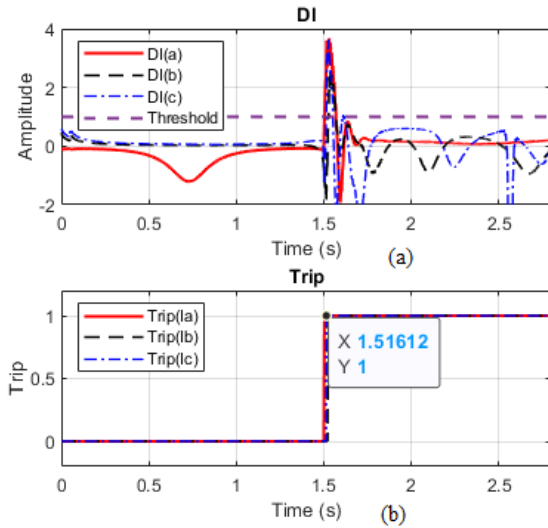 DI
4
2
0
-2
Amplitude
DI(a)
DI(b)
DI(c)
Threshold
0 0.5 1 1.5 2 2.5
Time (s)
(a)
Trip
1
0.5
0
Trip
Trip(Ia)
Trip(Ib)
Trip(Ic)
X 1.51612
Y 1
0 0.5 1 1.5 2 2.5
Time (s)
(b)